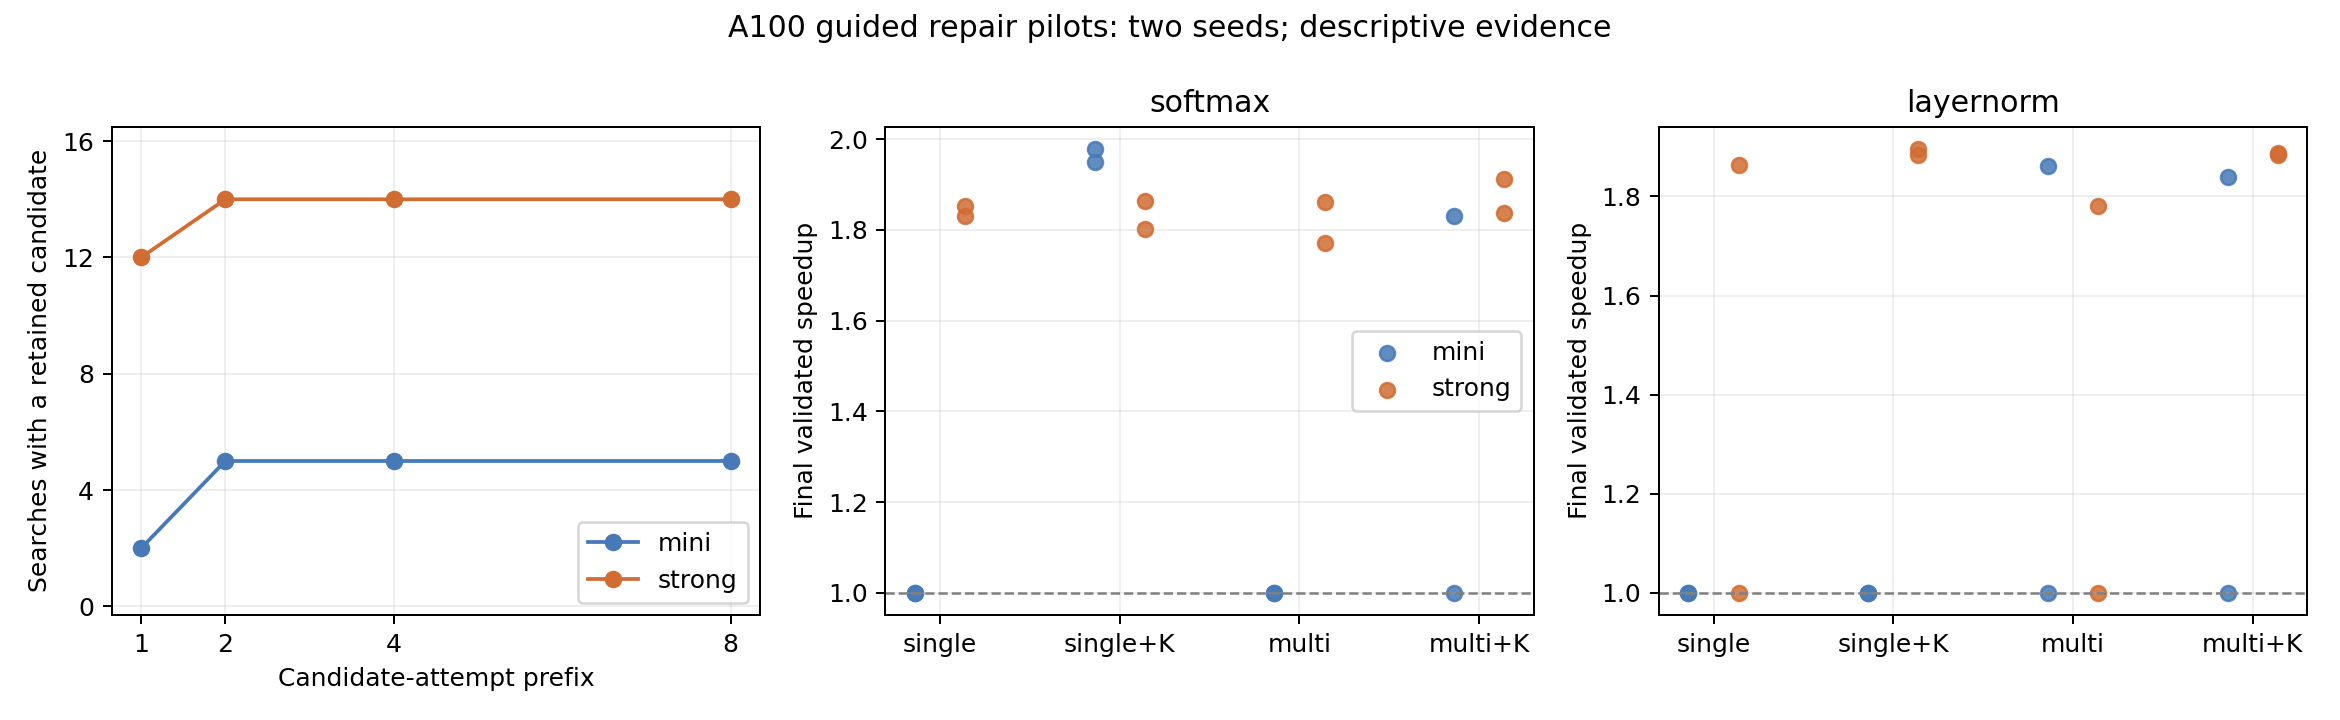 A100 guided repair pilots: two seeds; descriptive evidence
Searches with a retained candidate
16
12
8
4
0
1
2
4
8
Candidate-attempt prefix
mini
strong
softmax
Final validated speedup
2.0
1.8
1.6
1.4
1.2
1.0
single
single+K
multi
multi+K
mini
strong
layernorm
Final validated speedup
1.8
1.6
1.4
1.2
1.0
single
single+K
multi
multi+K